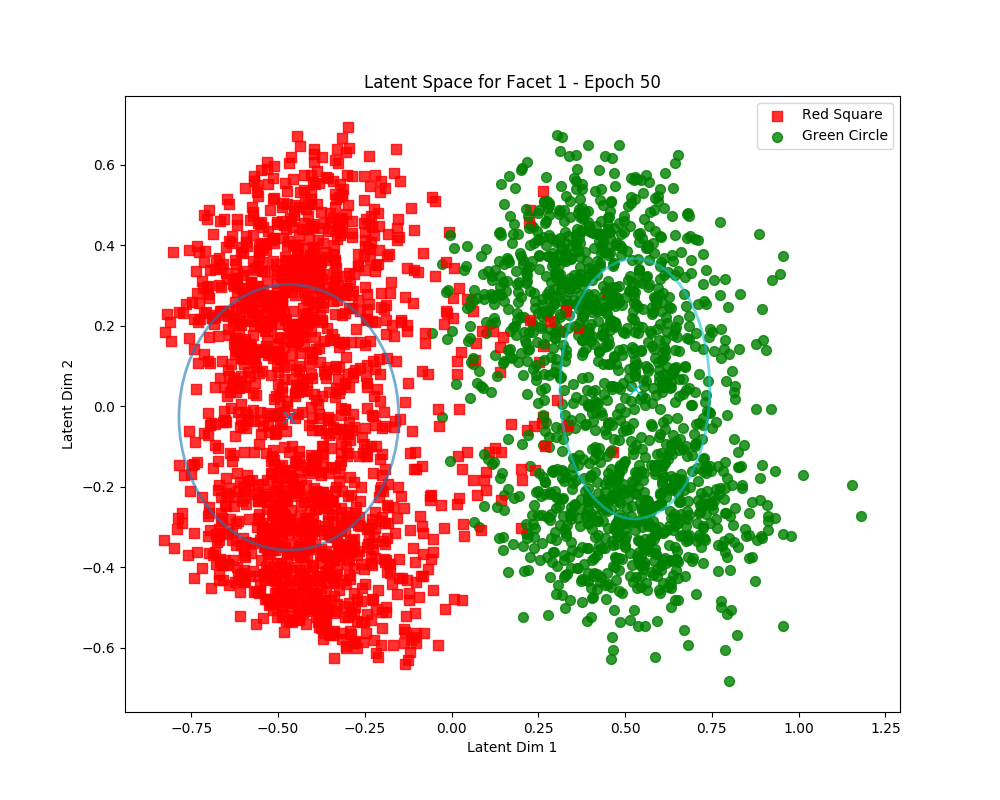 Latent Space for Facet 1 - Epoch 50
Red Square
Green Circle
0.6
0.4
0.2
0.0
−0.2
−0.4
−0.6
Latent Dim 2
−0.75 −0.50 −0.25 0.00 0.25 0.50 0.75 1.00 1.25
Latent Dim 1